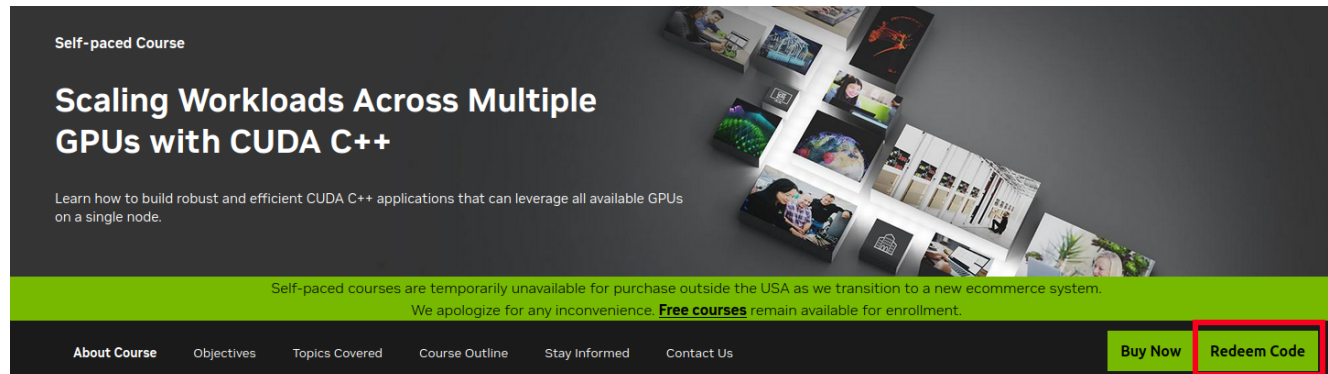 Self-paced Course
Scaling Workloads Across Multiple
GPUs with CUDA C++
Learn how to build robust and efficient CUDA C++ applications that can leverage all available GPUs
on a single node.
Self-paced courses are temporarily unavailable for purchase outside the USA as we transition to a new ecommerce system.
We apologize for any inconvenience. Free courses remain available for enrollment.
About Course Objectives Topics Covered Course Outline Stay Informed Contact Us Buy Now Redeem Code